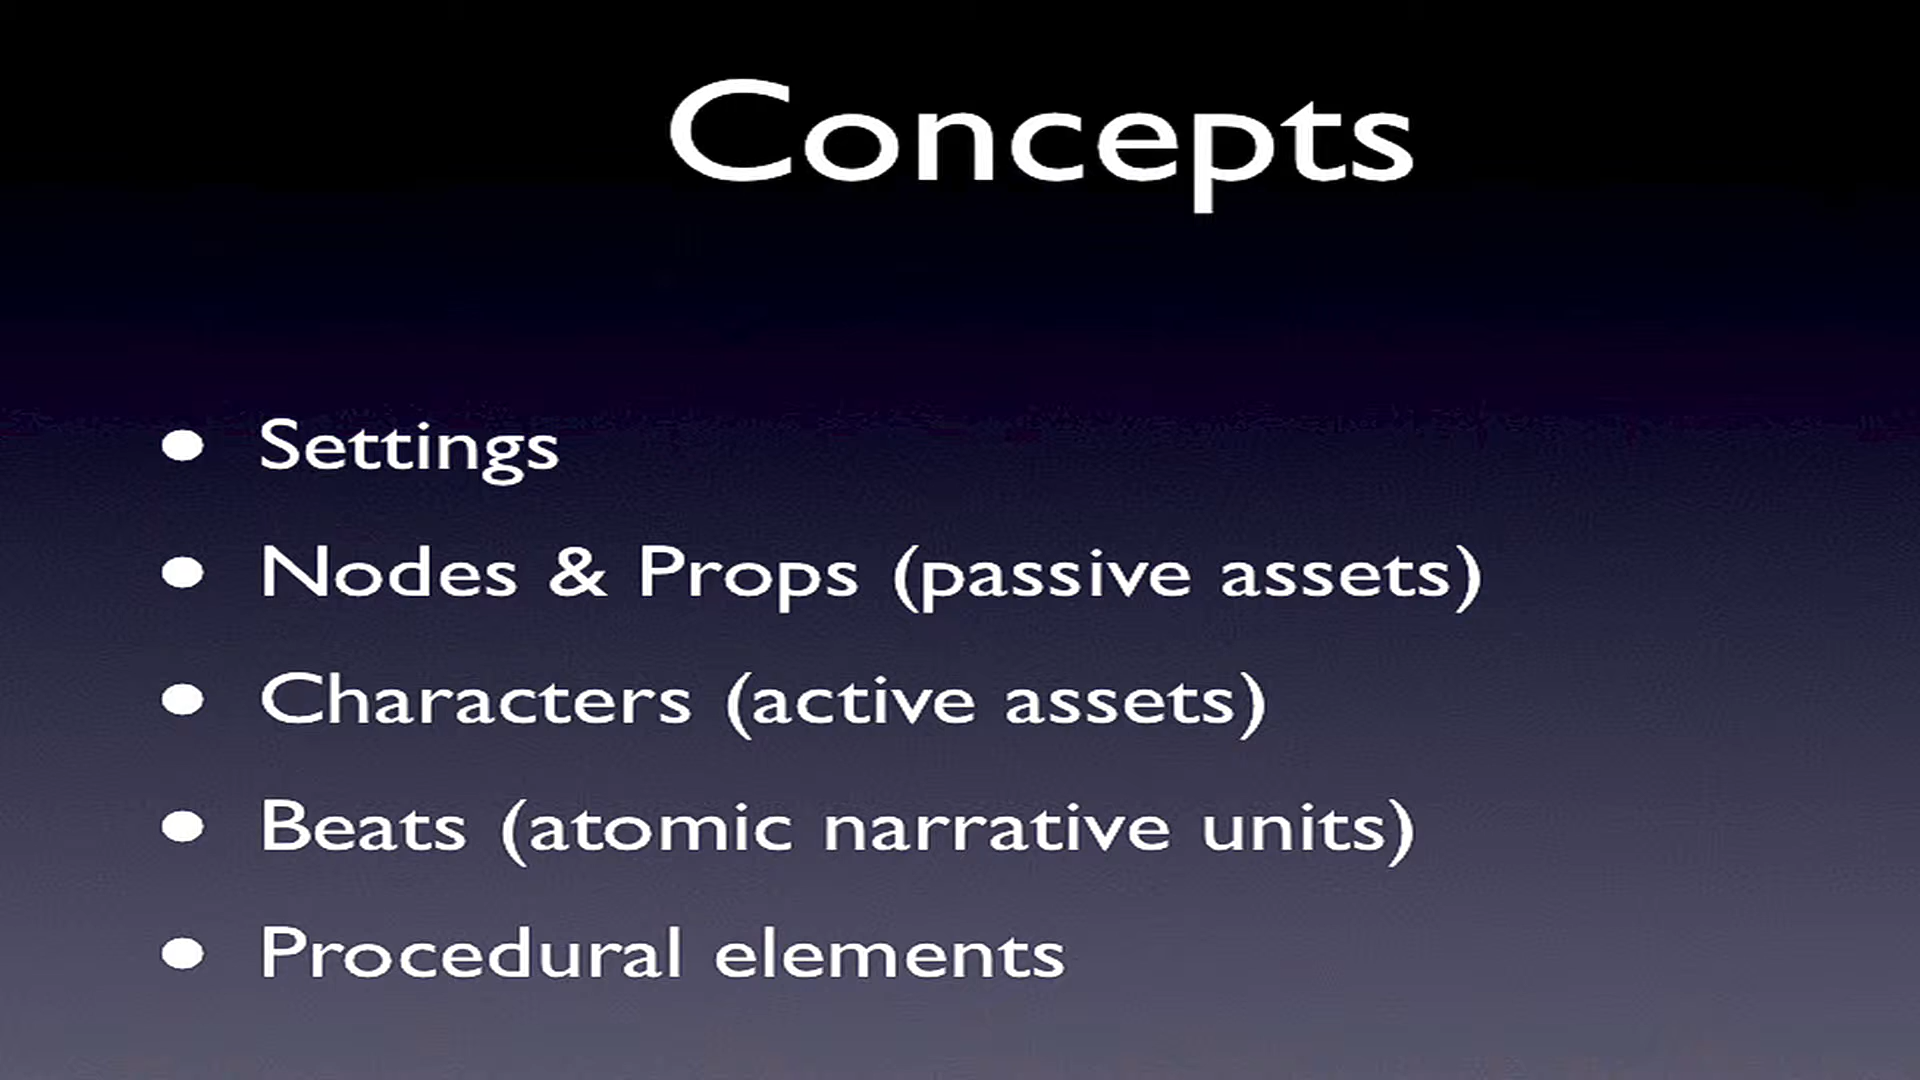 Concepts
• Settings
• Nodes & Props (passive assets)
• Characters (active assets)
• Beats (atomic narrative units)
• Procedural elements